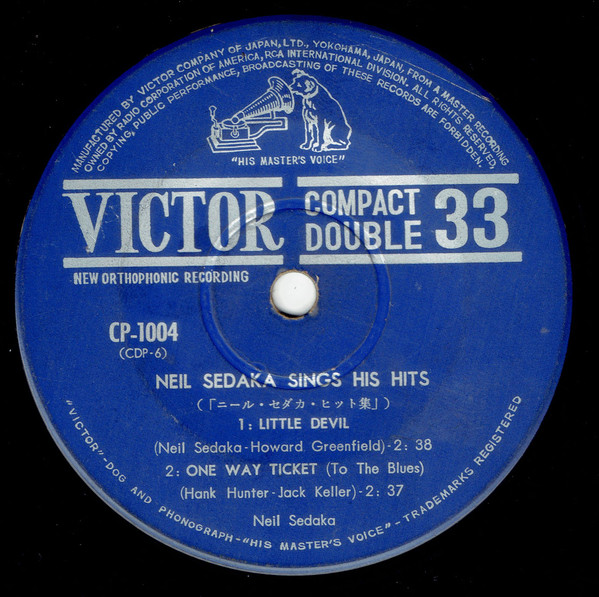 MANUFACTURED BY VICTOR COMPANY OF JAPAN, LTD., YOKOHAMA, JAPAN, FROM A MASTER RECORDING
OWNED BY RADIO CORPORATION OF AMERICA, RCA INTERNATIONAL DIVISION. ALL RIGHTS RESERVED,
COPYING, PUBLIC PERFORMANCE, BROADCASTING OF THESE RECORDS ARE FORBIDDEN.
"HIS MASTER'S VOICE"
VICTOR
COMPACT
DOUBLE 33
NEW ORTHOPHONIC RECORDING
CP-1004
(CDP-6)
NEIL SEDAKA SINGS HIS HITS
(「ニール・セダカ・ヒット集」)
1: LITTLE DEVIL
(Neil Sedaka-Howard Greenfield)-2: 38
2: ONE WAY TICKET (To The Blues)
(Hank Hunter-Jack Keller)-2: 37
Neil Sedaka
"VICTOR"-DOG AND PHONOGRAPH-"HIS MASTER'S VOICE"-TRADEMARKS REGISTERED